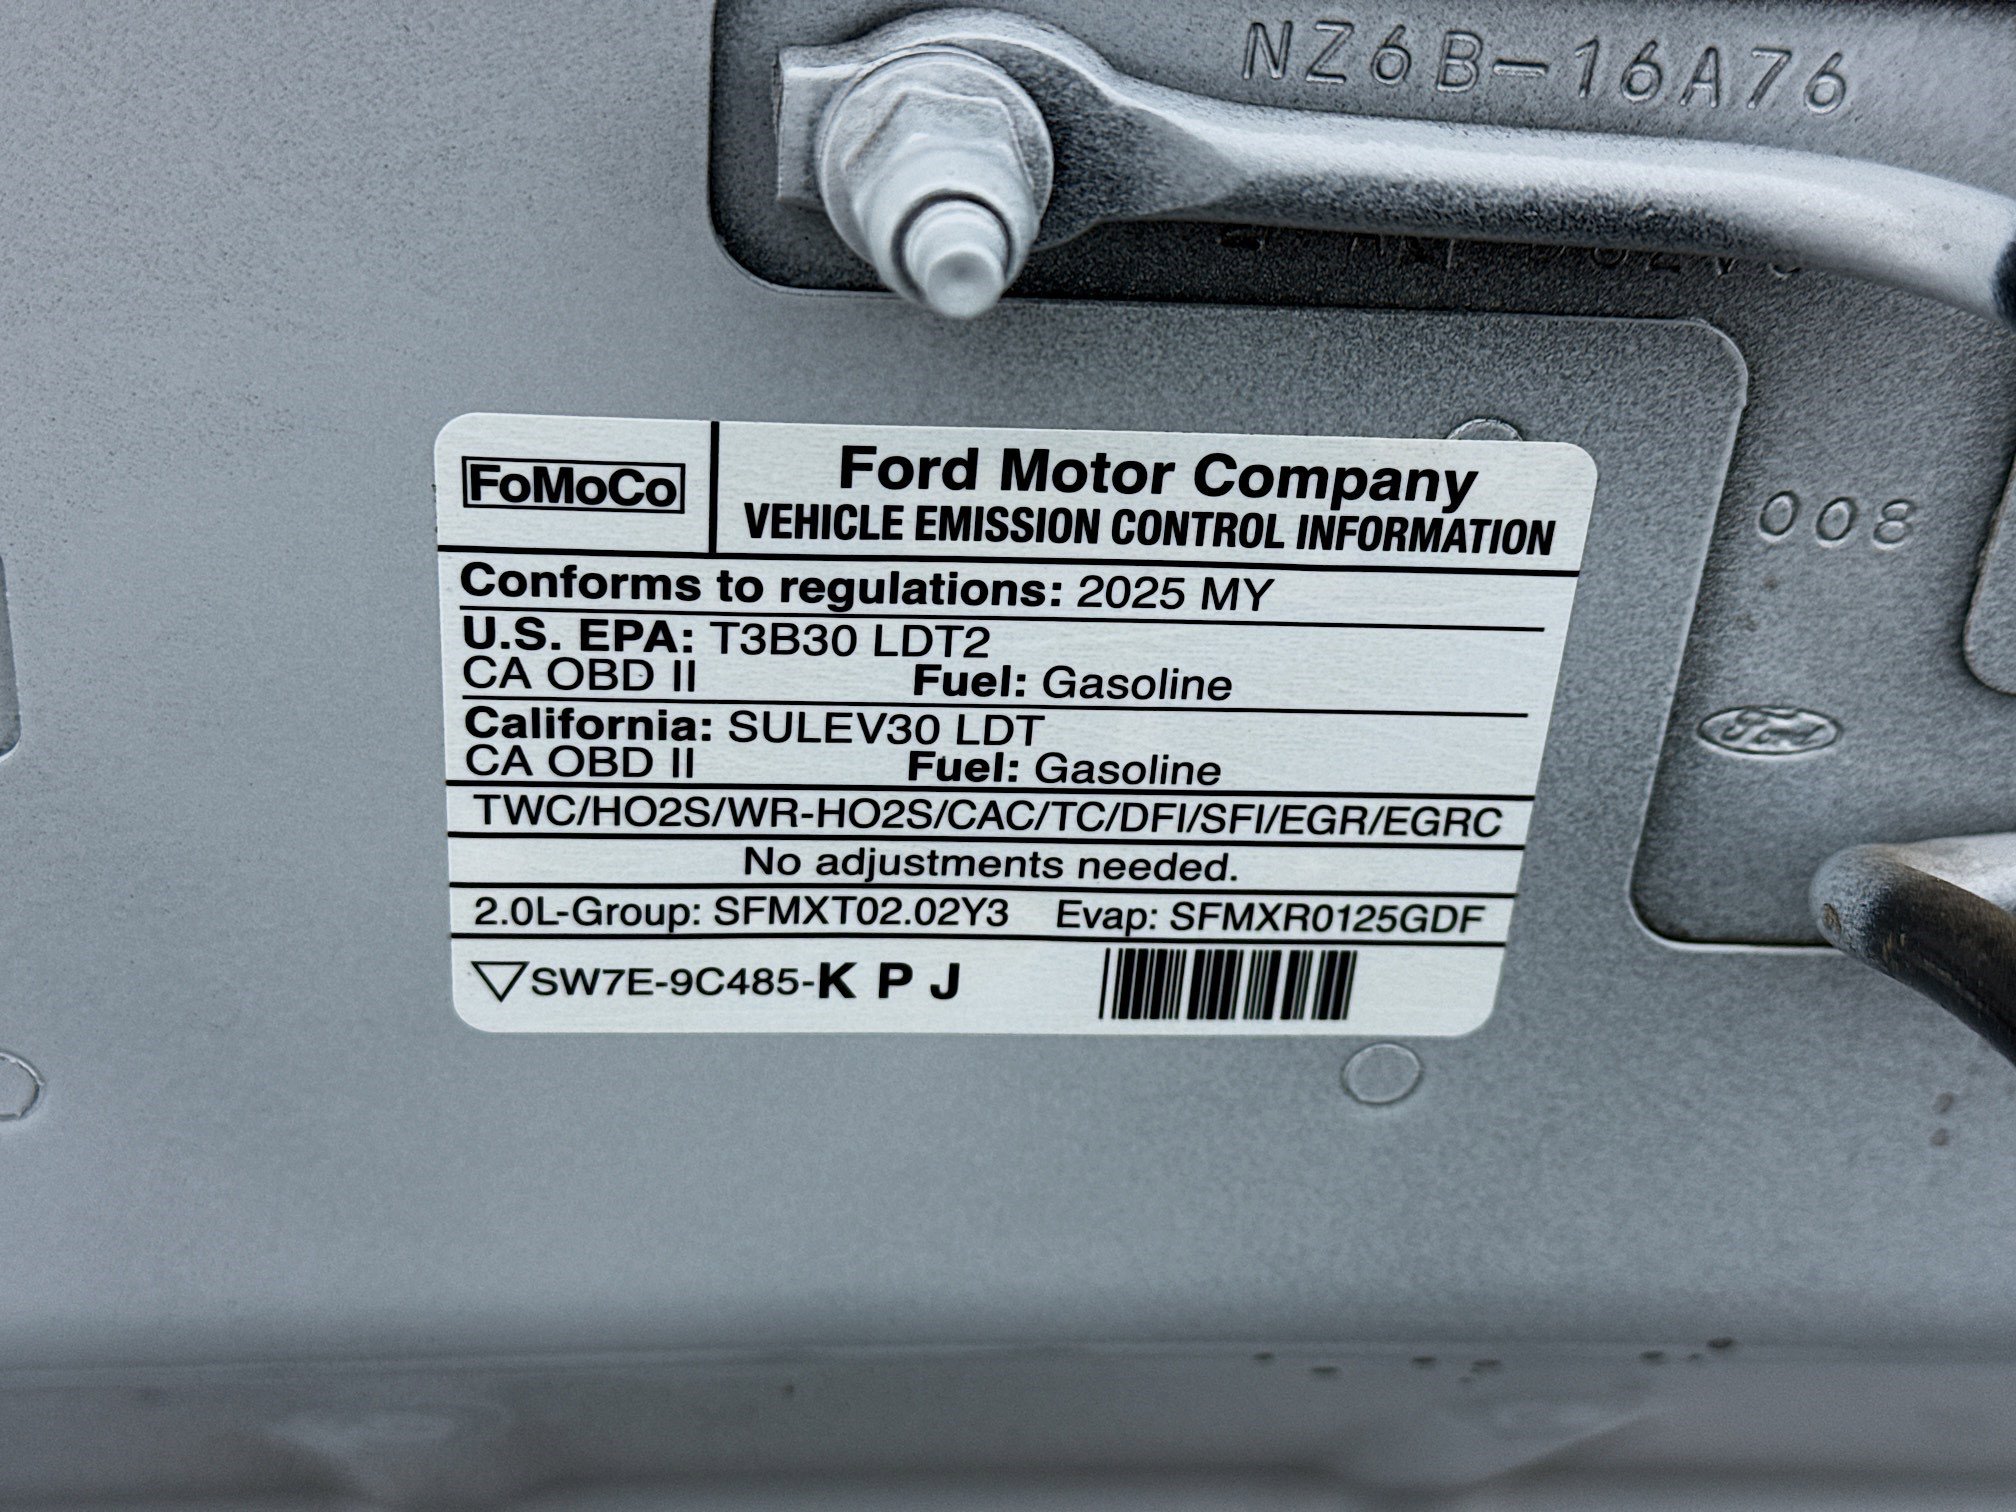 NZ6B-16A76
FoMoCo
Ford Motor Company
VEHICLE EMISSION CONTROL INFORMATION
Conforms to regulations: 2025 MY
U.S. EPA: T3B30 LDT2
CA OBD II Fuel: Gasoline
California: SULEV30 LDT
CA OBD II Fuel: Gasoline
TWC/HO2S/WR-HO2S/CAC/TC/DFI/SFI/EGR/EGRC
No adjustments needed.
2.0L-Group: SFMXT02.02Y3 Evap: SFMXR0125GDF
SW7E-9C485-K P J
008
Ford